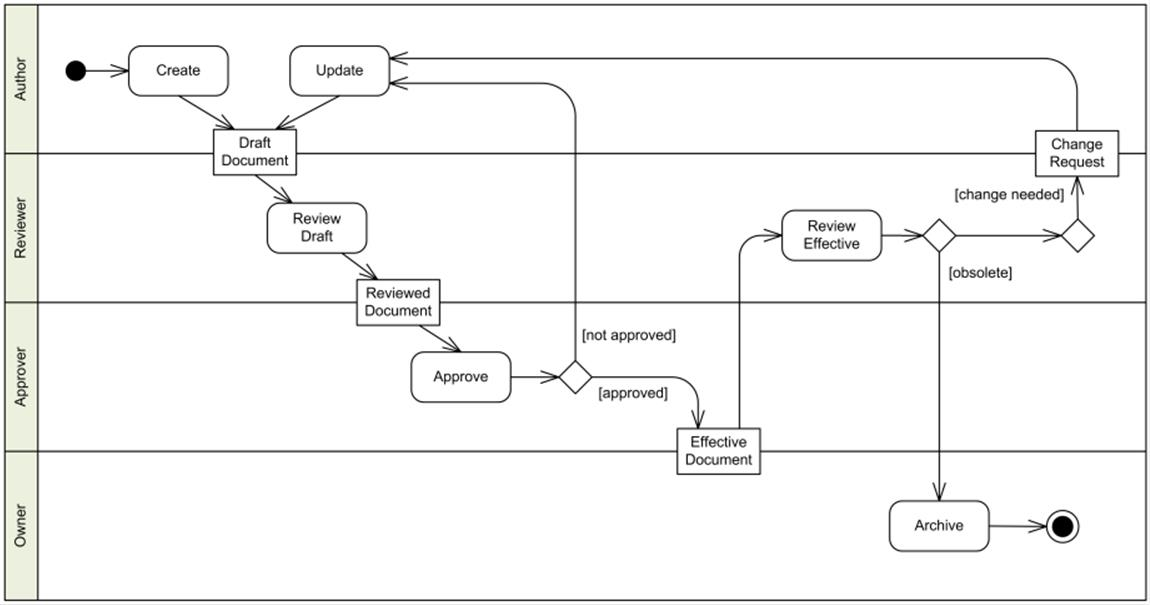 Author
Create
Update
Draft
Document
Change
Request
Reviewer
Review
Draft
Review
Effective
[change needed]
[obsolete]
Reviewed
Document
Approver
Approve
[not approved]
[approved]
Effective
Document
Owner
Archive